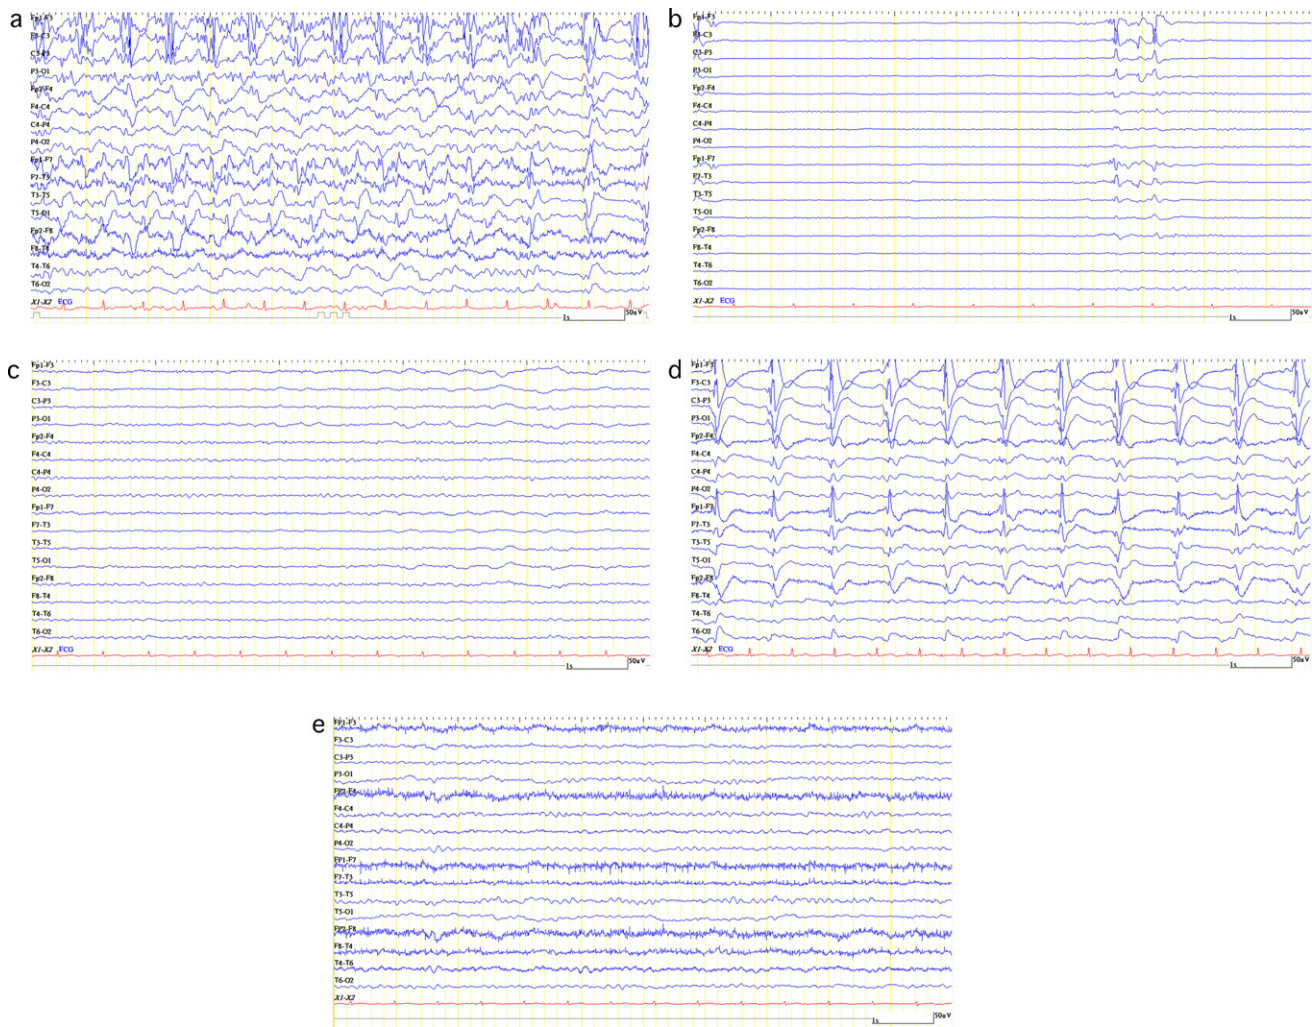 a
Fp1-F3
F3-C3
C3-P3
P3-O1
Fp2-F4
F4-C4
C4-P4
P4-O2
Fp1-F7
F7-T3
T3-T5
T5-O1
Fp2-F8
F8-T4
T4-T6
T6-O2
X1-X2 ECG
1s 50uV
b
Fp1-F3
F3-C3
C3-P3
P3-O1
Fp2-F4
F4-C4
C4-P4
P4-O2
Fp1-F7
F7-T3
T3-T5
T5-O1
Fp2-F8
F8-T4
T4-T6
T6-O2
X1-X2 ECG
1s 50uV
c
Fp1-F3
F3-C3
C3-P3
P3-O1
Fp2-F4
F4-C4
C4-P4
P4-O2
Fp1-F7
F7-T3
T3-T5
T5-O1
Fp2-F8
F8-T4
T4-T6
T6-O2
X1-X2 ECG
1s 50uV
d
Fp1-F3
F3-C3
C3-P3
P3-O1
Fp2-F4
F4-C4
C4-P4
P4-O2
Fp1-F7
F7-T3
T3-T5
T5-O1
Fp2-F8
F8-T4
T4-T6
T6-O2
X1-X2 ECG
1s 50uV
e
FP1-F3
F3-C3
C3-P3
P3-O1
FP2-F4
F4-C4
C4-P4
P4-O2
FP1-F7
F7-T3
T3-T5
T5-O1
FP2-F8
F8-T4
T4-T6
T6-O2
X1-X2
1s 50uV